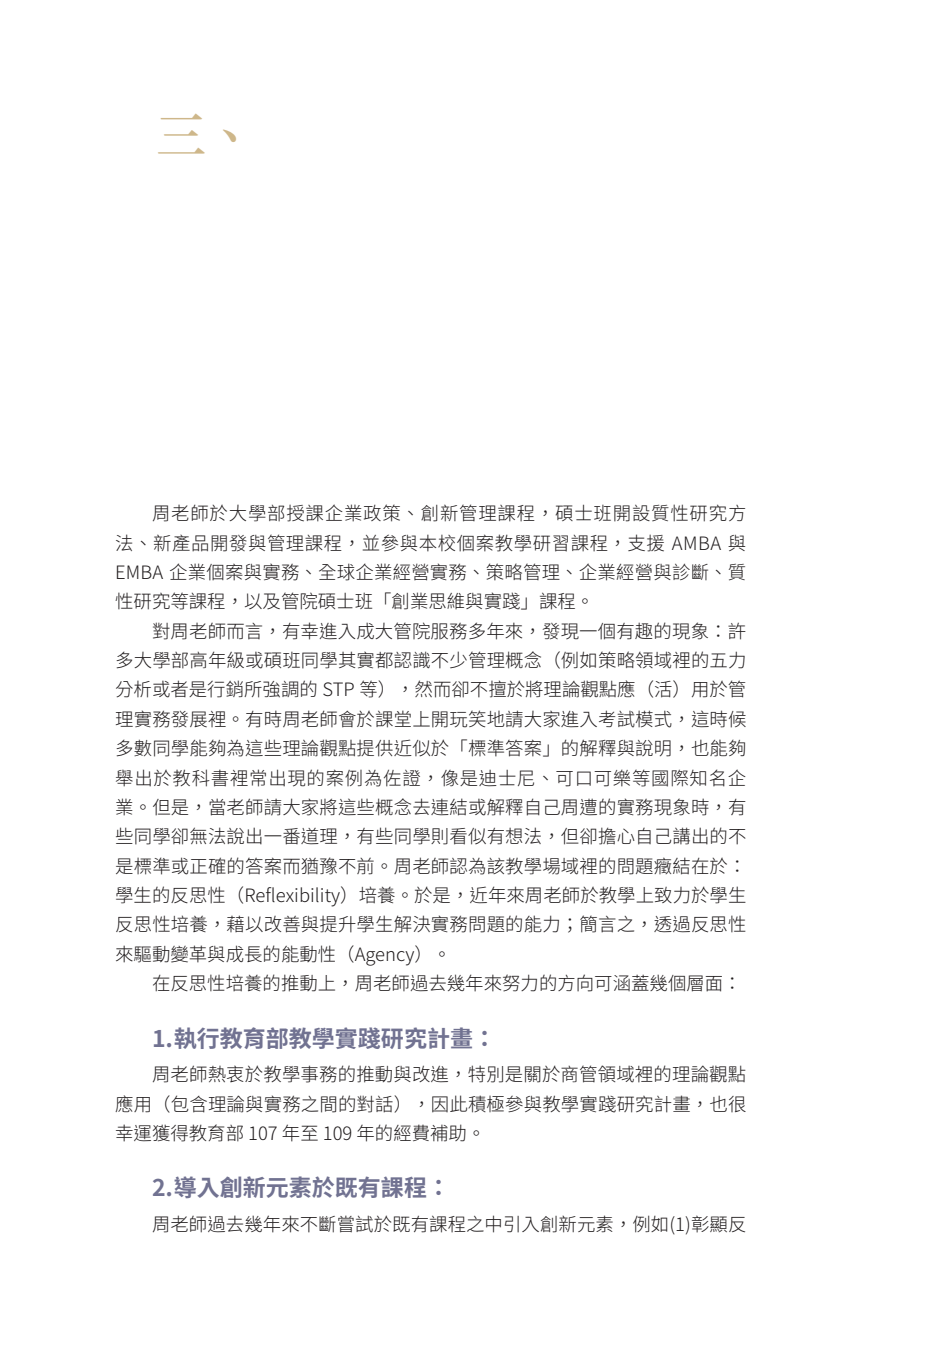 三、
周老師於大學部授課企業政策、創新管理課程，碩士班開設質性研究方
法、新產品開發與管理課程，並參與本校個案教學研習課程，支援 AMBA 與
EMBA 企業個案與實務、全球企業經營實務、策略管理、企業經營與診斷、質
性研究等課程，以及管院碩士班「創業思維與實踐」課程。
對周老師而言，有幸進入成大管院服務多年來，發現一個有趣的現象：許
多大學部高年級或碩班同學其實都認識不少管理概念（例如策略領域裡的五力
分析或者是行銷所強調的 STP 等），然而卻不擅於將理論觀點應（活）用於管
理實務發展裡。有時周老師會於課堂上開玩笑地請大家進入考試模式，這時候
多數同學能夠為這些理論觀點提供近似於「標準答案」的解釋與說明，也能夠
舉出於教科書裡常出現的案例為佐證，像是迪士尼、可口可樂等國際知名企
業。但是，當老師請大家將這些概念去連結或解釋自己周遭的實務現象時，有
些同學卻無法說出一番道理，有些同學則看似有想法，但卻擔心自己講出的不
是標準或正確的答案而猶豫不前。周老師認為該教學場域裡的問題癥結在於：
學生的反思性（Reflexibility）培養。於是，近年來周老師於教學上致力於學生
反思性培養，藉以改善與提升學生解決實務問題的能力；簡言之，透過反思性
來驅動變革與成長的能動性（Agency）。
在反思性培養的推動上，周老師過去幾年來努力的方向可涵蓋幾個層面：
1.執行教育部教學實踐研究計畫：
周老師熱衷於教學事務的推動與改進，特別是關於商管領域裡的理論觀點
應用（包含理論與實務之間的對話），因此積極參與教學實踐研究計畫，也很
幸運獲得教育部 107 年至 109 年的經費補助。
2.導入創新元素於既有課程：
周老師過去幾年來不斷嘗試於既有課程之中引入創新元素，例如(1)彰顯反